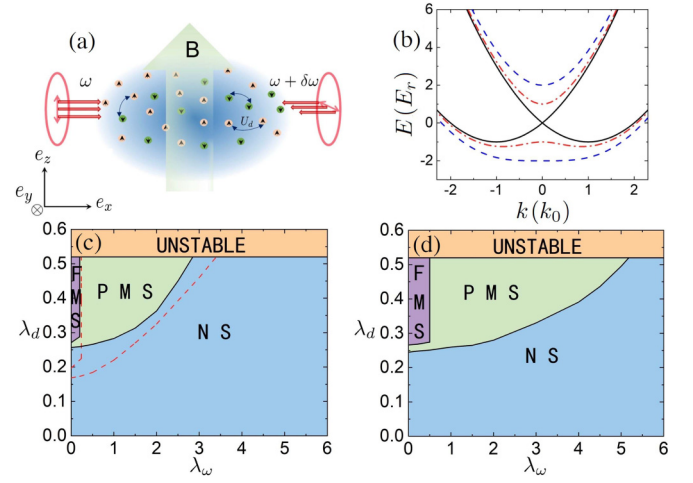 (a)
B
ω
ω + δω
U_d
e_z
e_y
e_x
(b)
E (E_r)
6
4
2
0
-2
-2
-1
0
1
2
k (k_0)
(c)
UNSTABLE
F
M
S
P M S
N S
λ_d
0.6
0.5
0.4
0.3
0.2
0.1
0.0
0
1
2
3
4
5
6
λ_ω
(d)
UNSTABLE
F
M
S
P M S
N S
λ_d
0.6
0.5
0.4
0.3
0.2
0.1
0.0
0
1
2
3
4
5
6
λ_ω